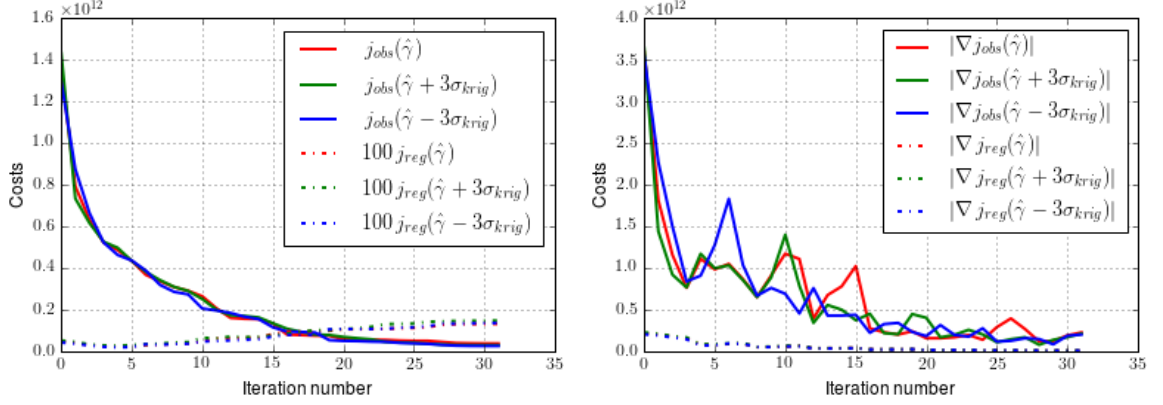 ×10¹²
1.6
1.4
1.2
1.0
0.8
0.6
0.4
0.2
0.0
Costs
0 5 10 15 20 25 30 35
Iteration number
j_obs(γ̂)
j_obs(γ̂ + 3σ_krig)
j_obs(γ̂ − 3σ_krig)
100 j_reg(γ̂)
100 j_reg(γ̂ + 3σ_krig)
100 j_reg(γ̂ − 3σ_krig)
×10¹²
4.0
3.5
3.0
2.5
2.0
1.5
1.0
0.5
0.0
Costs
0 5 10 15 20 25 30 35
Iteration number
|∇j_obs(γ̂)|
|∇j_obs(γ̂ + 3σ_krig)|
|∇j_obs(γ̂ − 3σ_krig)|
|∇ j_reg(γ̂)|
|∇ j_reg(γ̂ + 3σ_krig)|
|∇ j_reg(γ̂ − 3σ_krig)|